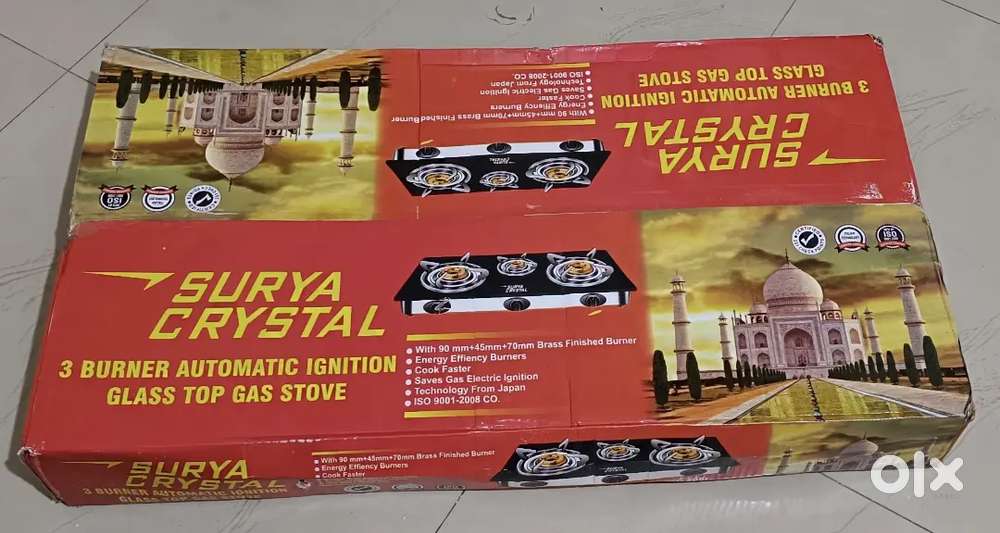 SURYA
CRYSTAL
3 BURNER AUTOMATIC IGNITION
GLASS TOP GAS STOVE
With 90 mm+45mm+70mm Brass FinishedBurner
Energy Effiency Burners
Cook Faster
Saves Gas Electric Ignition
Technology From Japan
ISO 9001-2008 CO.
ISO
CERTIFIED
ISO
SURYA
CRYSTAL
3 BURNER AUTOMATIC IGNITION
GLASS TOP GAS STOVE
With 90 mm+45mm+70mm Brass Finished Burner
Energy Effiency Burners
Cook Faster
Saves Gas Electric Ignition
Technology From Japan
ISO 9001-2008 CO.
SURYA
CRYSTAL
3 BURNER AUTOMATIC IGNITION
With 90 mm+45mm+70mm Brass Finished Burner
Energy Effiency Burners
Cook Faster
olx